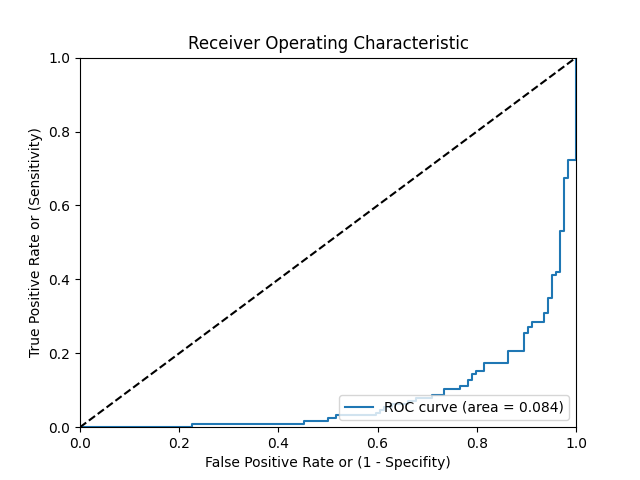 Receiver Operating Characteristic
True Positive Rate or (Sensitivity)
1.0
0.8
0.6
0.4
0.2
0.0
ROC curve (area = 0.084)
0.0 0.2 0.4 0.6 0.8 1.0
False Positive Rate or (1 - Specifity)